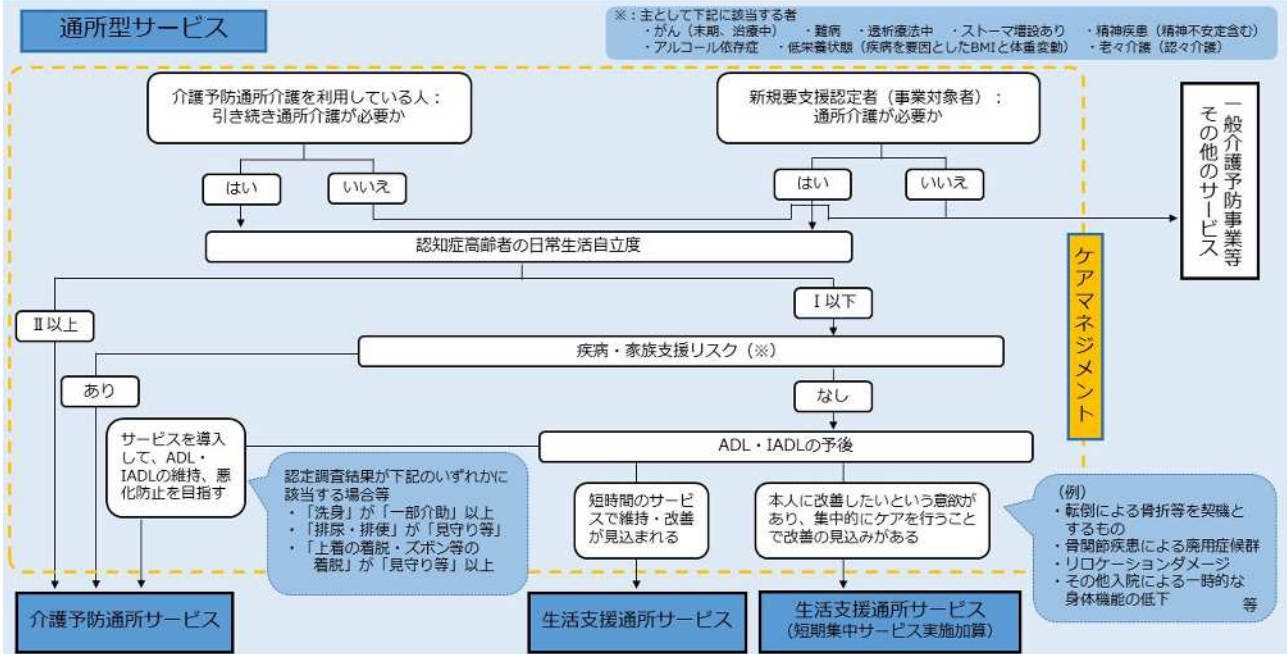 通所型サービス
※：主として下記に該当する者
・がん（末期、治療中）　・難病　・透析療法中　・ストーマ増設あり　・精神疾患（精神不安定含む）
・アルコール依存症　・低栄養状態（疾病を要因としたBMIと体重変動）　・老々介護（認々介護）
介護予防通所介護を利用している人：
引き続き通所介護が必要か
新規要支援認定者（事業対象者）：
通所介護が必要か
一般介護予防事業等
その他のサービス
はい
いいえ
はい
いいえ
認知症高齢者の日常生活自立度
ケアマネジメント
Ⅱ以上
Ⅰ以下
疾病・家族支援リスク（※）
あり
なし
サービスを導入
して、ADL・
IADLの維持、悪
化防止を目指す
ADL・IADLの予後
認定調査結果が下記のいずれかに
該当する場合等
・「洗身」が「一部介助」以上
・「排尿・排便」が「見守り等」
・「上着の着脱・ズボン等の
着脱」が「見守り等」以上
短時間のサービ
スで維持・改善
が見込まれる
本人に改善したいという意欲が
あり、集中的にケアを行うこと
で改善の見込みがある
（例）
・転倒による骨折等を契機と
するもの
・骨関節疾患による廃用症候群
・リロケーションダメージ
・その他入院による一時的な
身体機能の低下　等
介護予防通所サービス
生活支援通所サービス
生活支援通所サービス
（短期集中サービス実施加算）